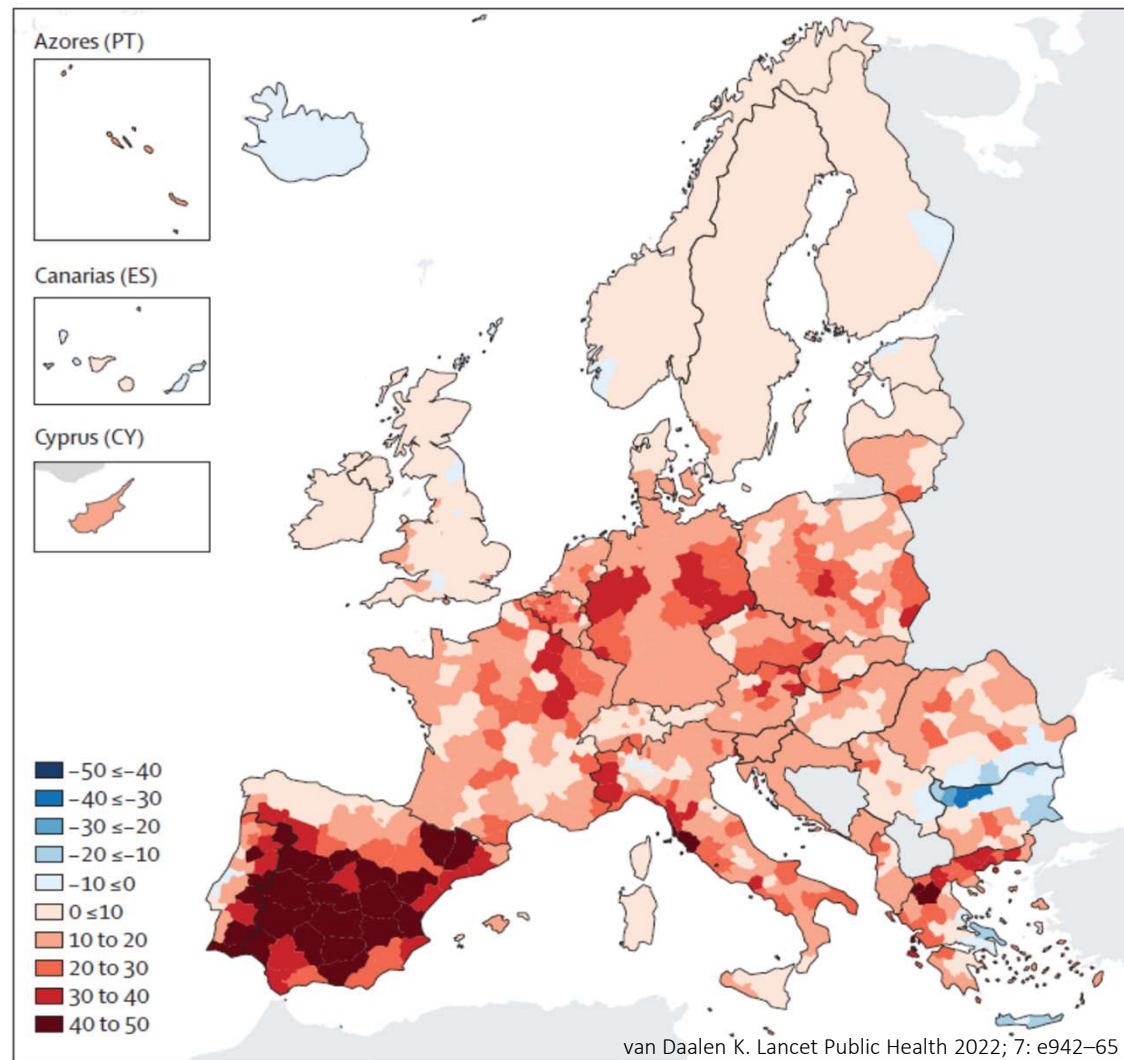 Azores (PT)
Canarias (ES)
Cyprus (CY)
−50 ≤−40
−40 ≤−30
−30 ≤−20
−20 ≤−10
−10 ≤0
0 ≤10
10 to 20
20 to 30
30 to 40
40 to 50
van Daalen K. Lancet Public Health 2022; 7: e942–65